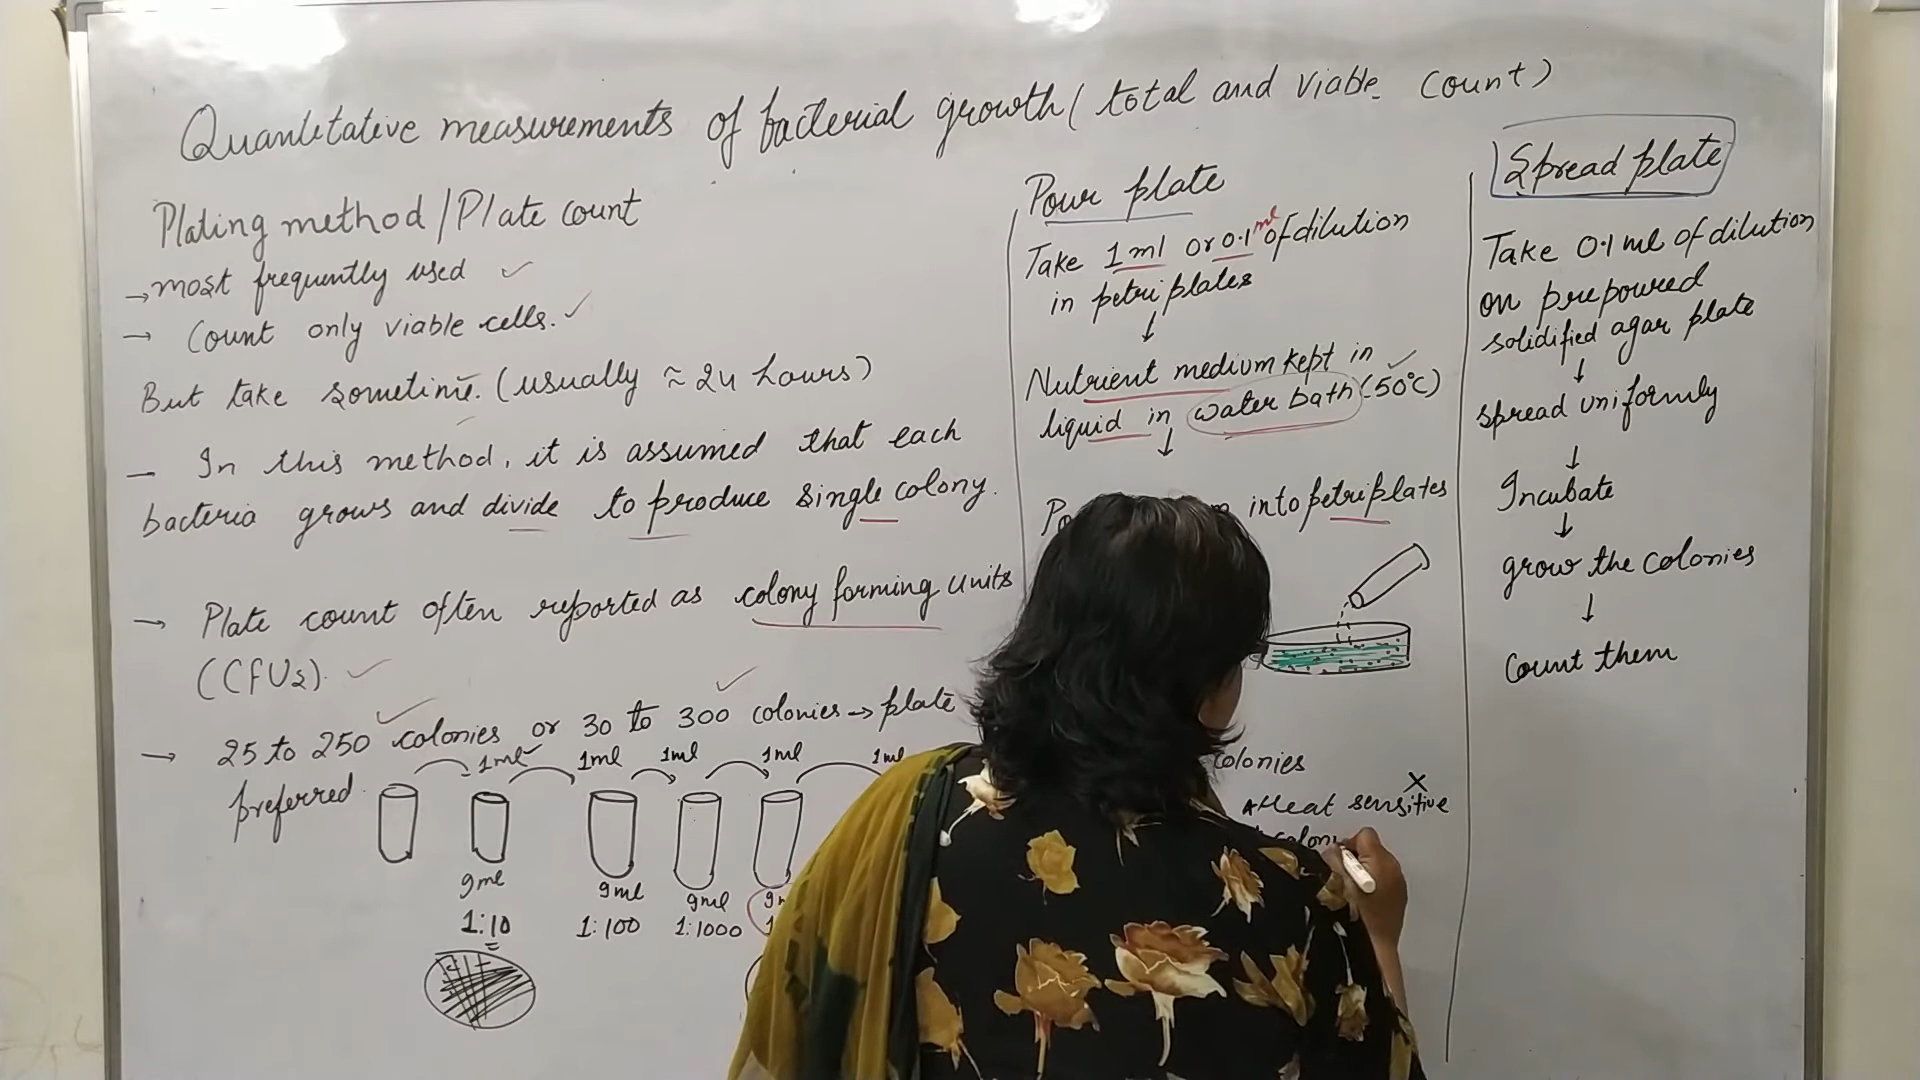 Quantitative measurements of bacterial growth (total and viable count)
Plating method / Plate count
→ most frequently used ✓
→ Count only viable cells. ✓
But take sometime. (usually ≈ 24 hours)
- In this method, it is assumed that each
bacteria grows and divide to produce single colony.
→ Plate count often reported as colony forming units
(CFUs). ✓
→ 25 to 250 colonies or 30 to 300 colonies → plate
preferred.
1ml 1ml 1ml 1ml 1ml
9ml 9ml 9ml
1:10 1:100 1:1000
Pour plate
Take 1 ml or 0.1 ml of dilution
in petriplates
↓
Nutrient medium kept in
liquid in water bath (50°C)
↓
into petriplates
colonies
Heat sensitive
X
Spread plate
Take 0.1 ml of dilution
on prepoured
solidified agar plate
↓
spread uniformly
↓
Incubate
↓
grow the colonies
↓
Count them